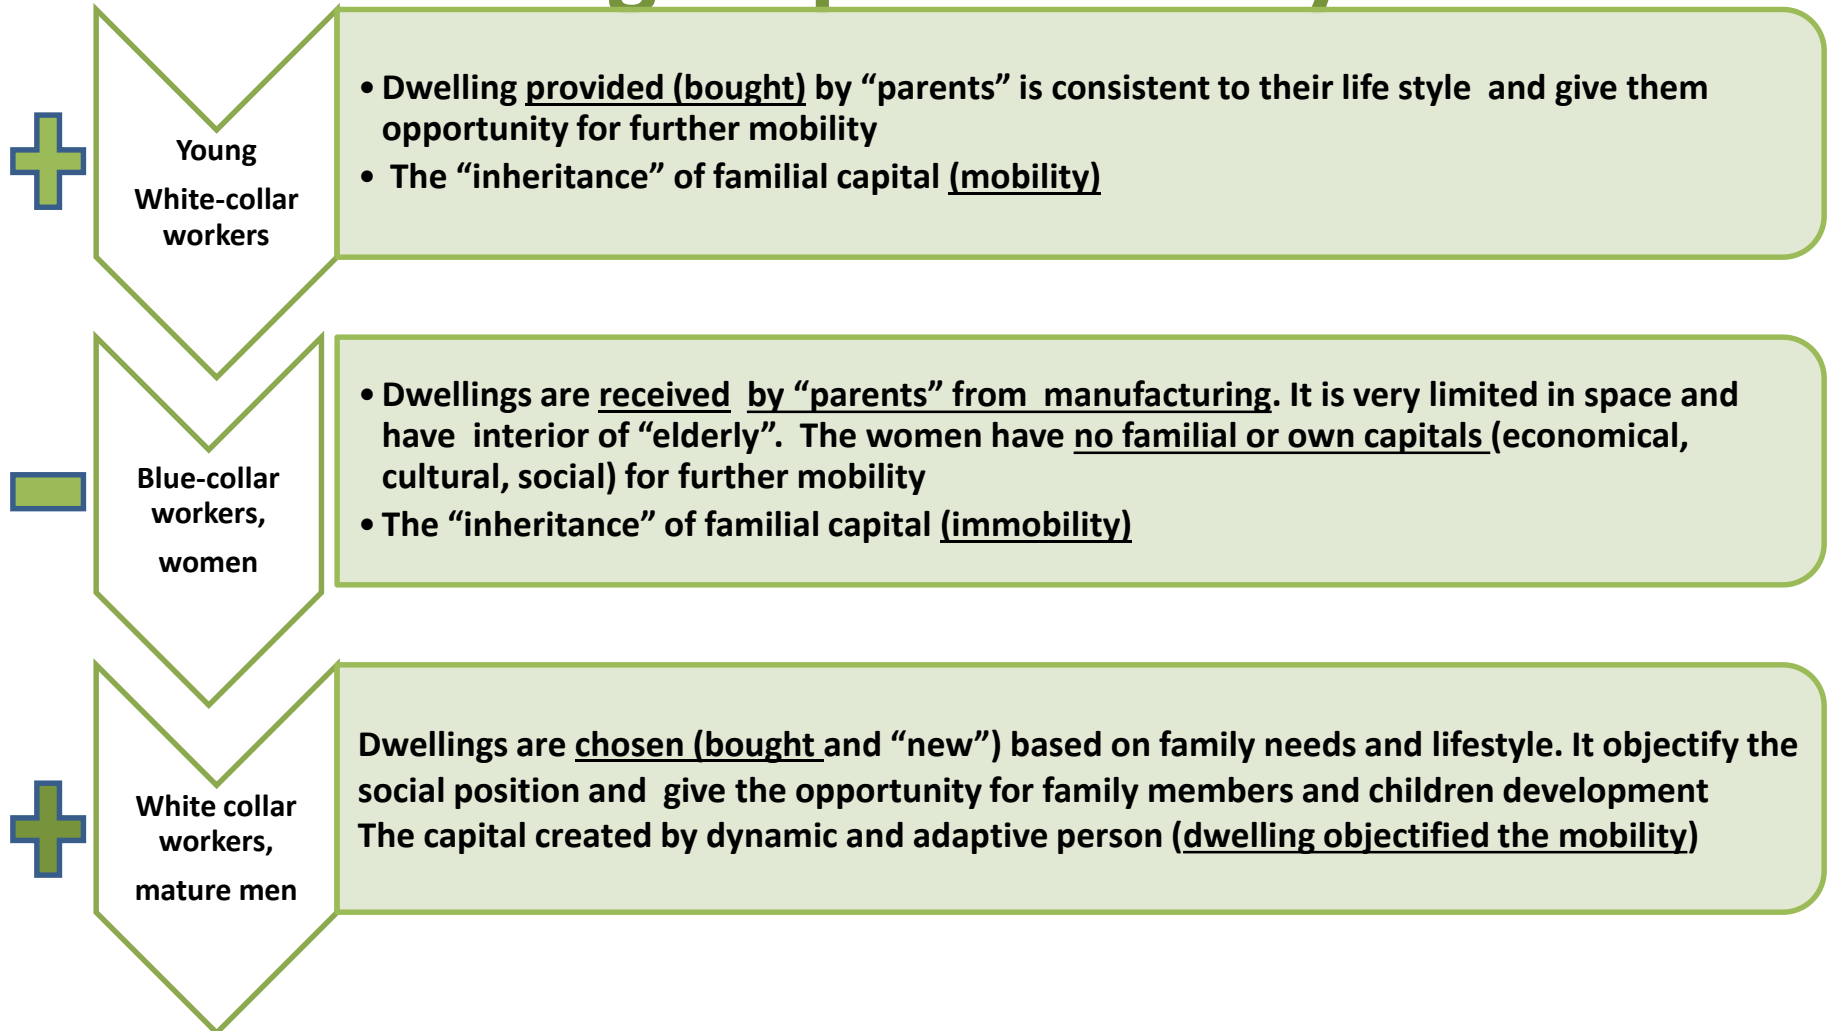 Young
White-collar
workers
• Dwelling provided (bought) by “parents” is consistent to their life style and give them
opportunity for further mobility
• The “inheritance” of familial capital (mobility)
Blue-collar
workers,
women
• Dwellings are received by “parents” from manufacturing. It is very limited in space and
have interior of “elderly”. The women have no familial or own capitals (economical,
cultural, social) for further mobility
• The “inheritance” of familial capital (immobility)
White collar
workers,
mature men
Dwellings are chosen (bought and “new”) based on family needs and lifestyle. It objectify the
social position and give the opportunity for family members and children development
The capital created by dynamic and adaptive person (dwelling objectified the mobility)